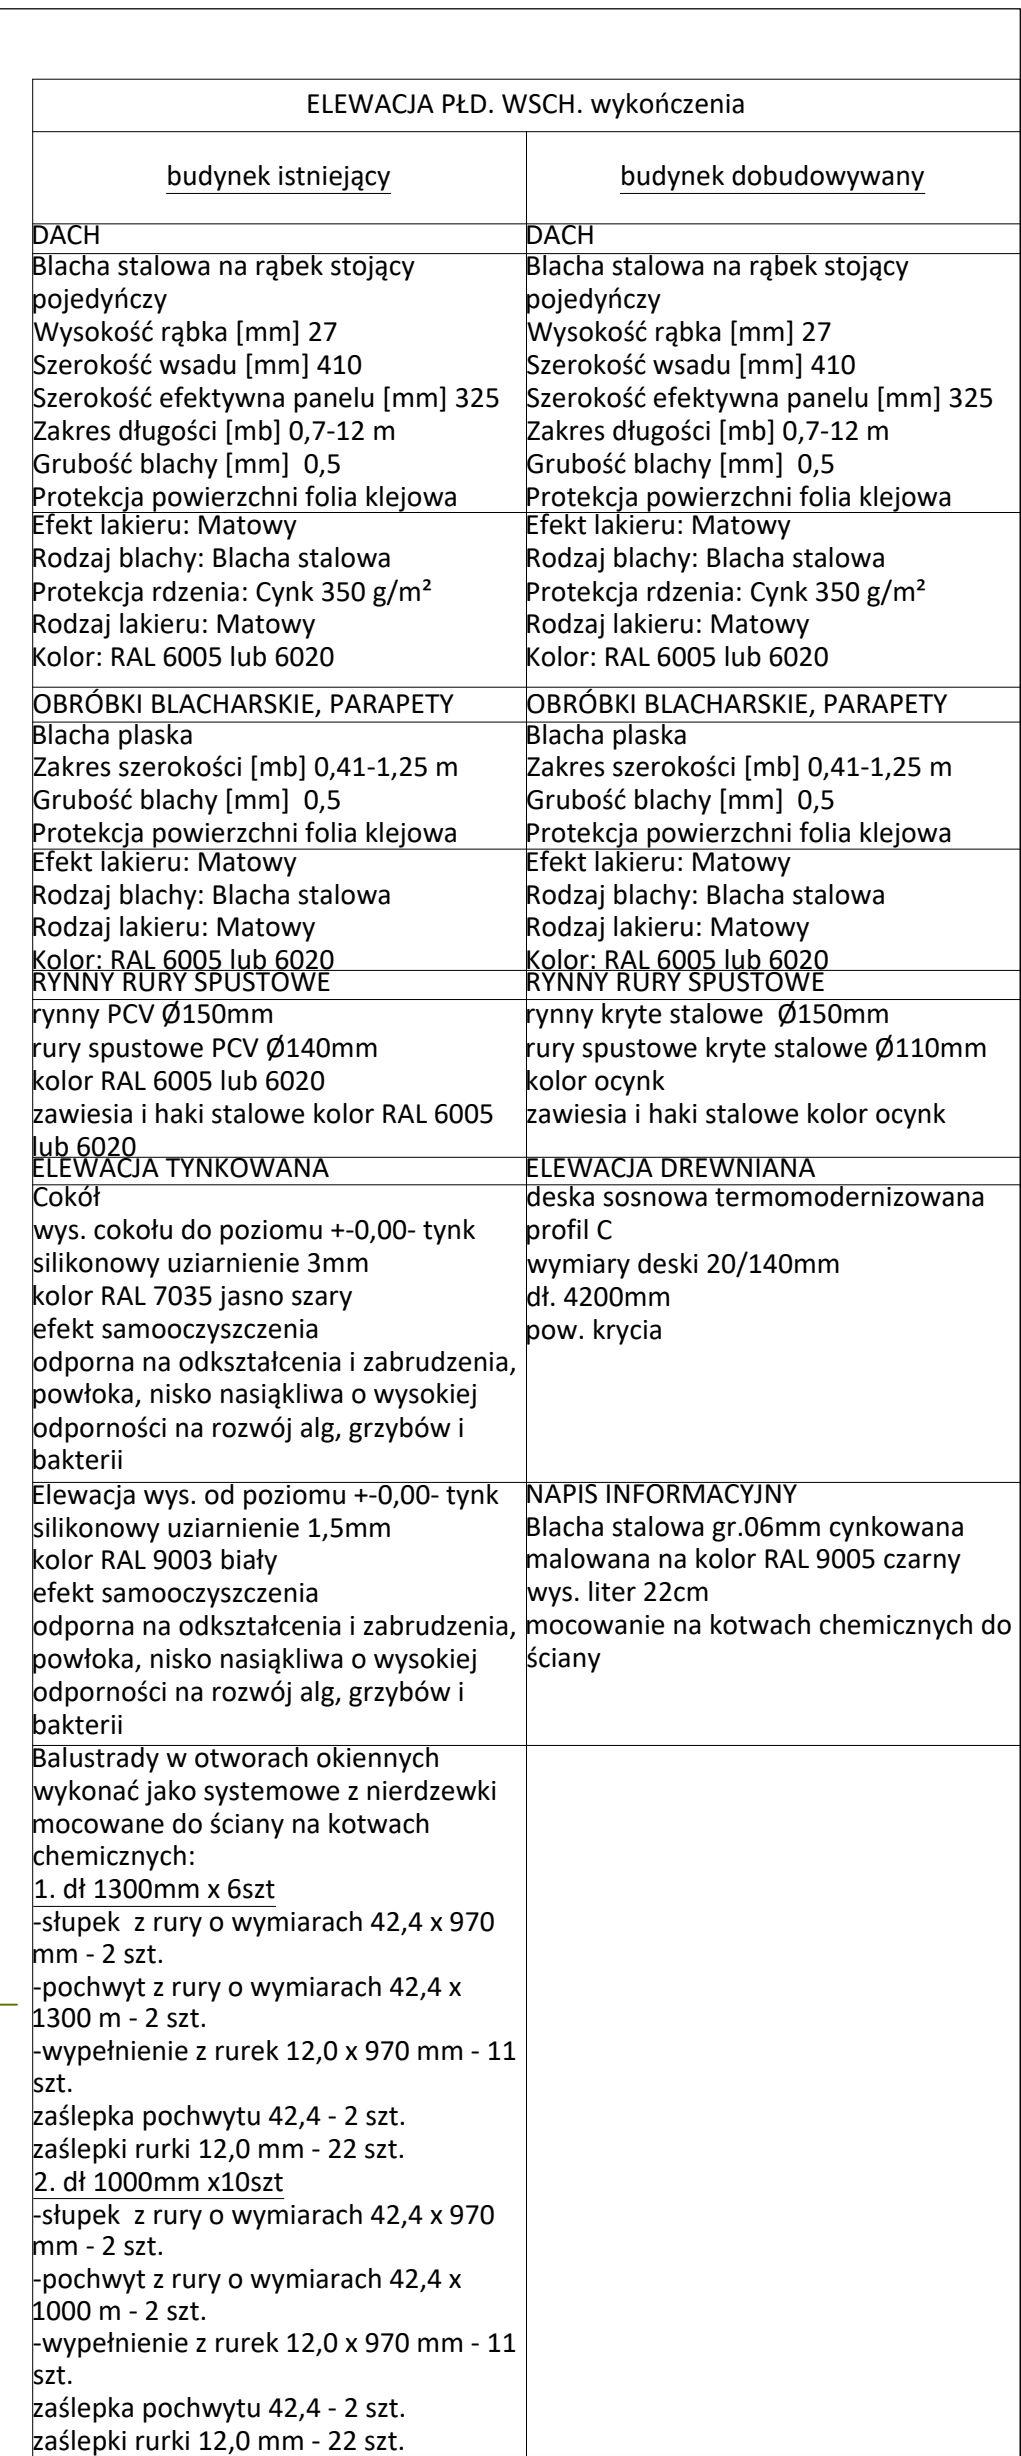 ELEWACJA PŁD. WSCH. wykończenia
budynek istniejący
budynek dobudowywany
DACH
Blacha stalowa na rąbek stojący
pojedyńczy
Wysokość rąbka [mm] 27
Szerokość wsadu [mm] 410
Szerokość efektywna panelu [mm] 325
Zakres długości [mb] 0,7-12 m
Grubość blachy [mm]  0,5
Protekcja powierzchni folia klejowa
DACH
Blacha stalowa na rąbek stojący
pojedyńczy
Wysokość rąbka [mm] 27
Szerokość wsadu [mm] 410
Szerokość efektywna panelu [mm] 325
Zakres długości [mb] 0,7-12 m
Grubość blachy [mm]  0,5
Protekcja powierzchni folia klejowa
Efekt lakieru: Matowy
Rodzaj blachy: Blacha stalowa
Protekcja rdzenia: Cynk 350 g/m²
Rodzaj lakieru: Matowy
Kolor: RAL 6005 lub 6020
Efekt lakieru: Matowy
Rodzaj blachy: Blacha stalowa
Protekcja rdzenia: Cynk 350 g/m²
Rodzaj lakieru: Matowy
Kolor: RAL 6005 lub 6020
OBRÓBKI BLACHARSKIE, PARAPETY
OBRÓBKI BLACHARSKIE, PARAPETY
Blacha plaska
Zakres szerokości [mb] 0,41-1,25 m
Grubość blachy [mm]  0,5
Protekcja powierzchni folia klejowa
Blacha plaska
Zakres szerokości [mb] 0,41-1,25 m
Grubość blachy [mm]  0,5
Protekcja powierzchni folia klejowa
Efekt lakieru: Matowy
Rodzaj blachy: Blacha stalowa
Rodzaj lakieru: Matowy
Kolor: RAL 6005 lub 6020
Efekt lakieru: Matowy
Rodzaj blachy: Blacha stalowa
Rodzaj lakieru: Matowy
Kolor: RAL 6005 lub 6020
RYNNY RURY SPUSTOWE
RYNNY RURY SPUSTOWE
rynny PCV Ø150mm
rury spustowe PCV Ø140mm
kolor RAL 6005 lub 6020
zawiesia i haki stalowe kolor RAL 6005
lub 6020
rynny kryte stalowe  Ø150mm
rury spustowe kryte stalowe Ø110mm
kolor ocynk
zawiesia i haki stalowe kolor ocynk
ELEWACJA TYNKOWANA
ELEWACJA DREWNIANA
Cokół
wys. cokołu do poziomu +-0,00- tynk
silikonowy uziarnienie 3mm
kolor RAL 7035 jasno szary
efekt samooczyszczenia
odporna na odkształcenia i zabrudzenia,
powłoka, nisko nasiąkliwa o wysokiej
odporności na rozwój alg, grzybów i
bakterii
deska sosnowa termomodernizowana
profil C
wymiary deski 20/140mm
dł. 4200mm
pow. krycia
Elewacja wys. od poziomu +-0,00- tynk
silikonowy uziarnienie 1,5mm
kolor RAL 9003 biały
efekt samooczyszczenia
odporna na odkształcenia i zabrudzenia,
powłoka, nisko nasiąkliwa o wysokiej
odporności na rozwój alg, grzybów i
bakterii
NAPIS INFORMACYJNY
Blacha stalowa gr.06mm cynkowana
malowana na kolor RAL 9005 czarny
wys. liter 22cm
mocowanie na kotwach chemicznych do
ściany
Balustrady w otworach okiennych
wykonać jako systemowe z nierdzewki
mocowane do ściany na kotwach
chemicznych:
1. dł 1300mm x 6szt
-słupek  z rury o wymiarach 42,4 x 970
mm - 2 szt.
-pochwyt z rury o wymiarach 42,4 x
1300 m - 2 szt.
-wypełnienie z rurek 12,0 x 970 mm - 11
szt.
zaślepka pochwytu 42,4 - 2 szt.
zaślepki rurki 12,0 mm - 22 szt.
2. dł 1000mm x10szt
-słupek  z rury o wymiarach 42,4 x 970
mm - 2 szt.
-pochwyt z rury o wymiarach 42,4 x
1000 m - 2 szt.
-wypełnienie z rurek 12,0 x 970 mm - 11
szt.
zaślepka pochwytu 42,4 - 2 szt.
zaślepki rurki 12,0 mm - 22 szt.